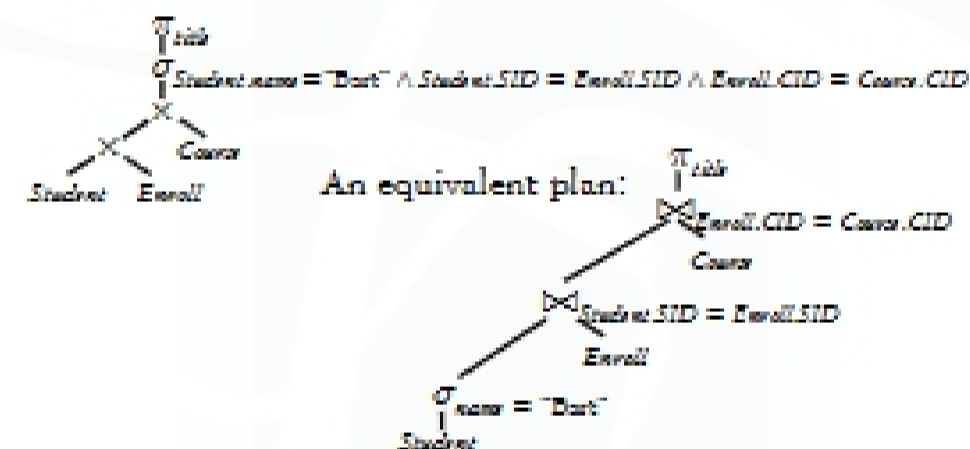 π title
σ Student.name = "Bart" ∧ Student.SID = Enroll.SID ∧ Enroll.CID = Course.CID
×
× Course
Student Enroll
An equivalent plan:
π title
⋈ Enroll.CID = Course.CID
Course
⋈ Student.SID = Enroll.SID
Enroll
σ name = "Bart"
Student